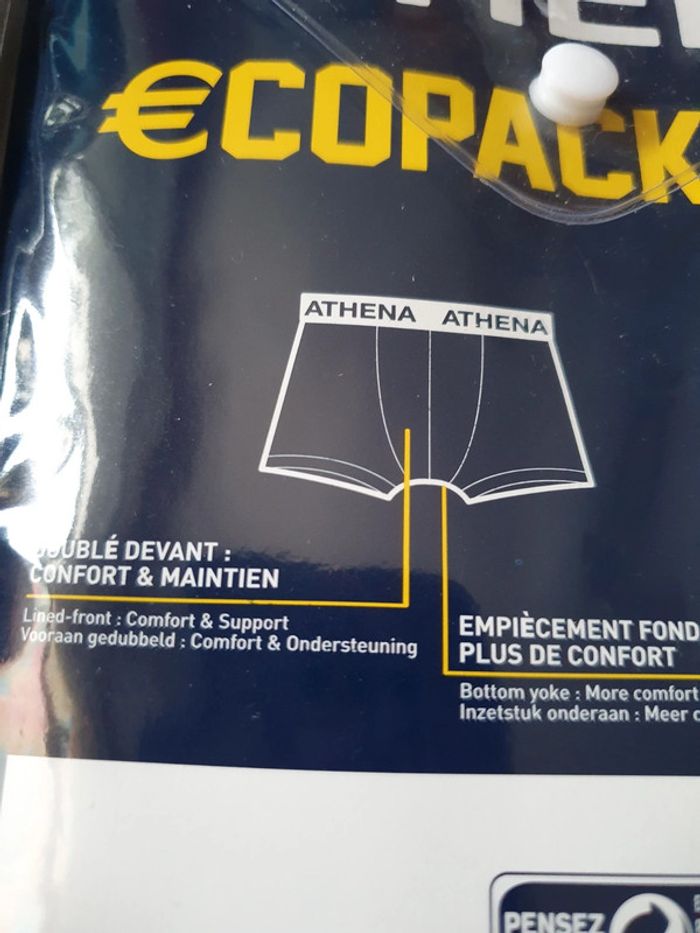 €COPACK
ATHENA ATHENA
DOUBLÉ DEVANT :
CONFORT & MAINTIEN
Lined-front : Comfort & Support
Vooraan gedubbeld : Comfort & Ondersteuning
EMPIÈCEMENT FOND
PLUS DE CONFORT
Bottom yoke : More comfort
Inzetstuk onderaan : Meer
PENSEZ